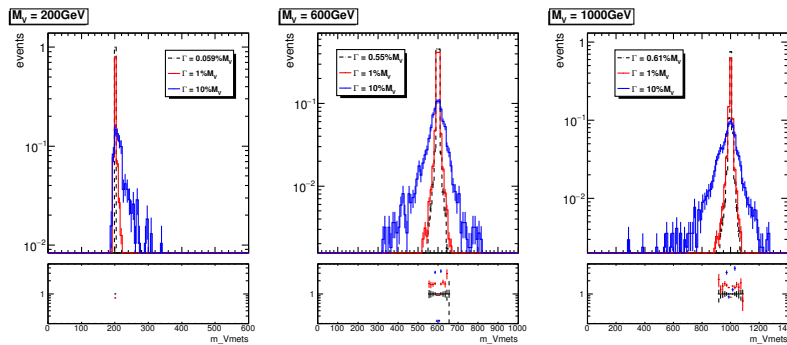 M_V = 200GeV
events
1
10^-1
10^-2
Γ = 0.059%M_V
Γ = 1%M_V
Γ = 10%M_V
1
0 100 200 300 400 500 600
m_Vmets
M_V = 600GeV
events
10^-1
10^-2
Γ = 0.55%M_V
Γ = 1%M_V
Γ = 10%M_V
1
0 100 200 300 400 500 600 700 800 900 1000
m_Vmets
M_V = 1000GeV
events
1
10^-1
10^-2
Γ = 0.61%M_V
Γ = 1%M_V
Γ = 10%M_V
1
0 200 400 600 800 1000 1200
m_Vmets